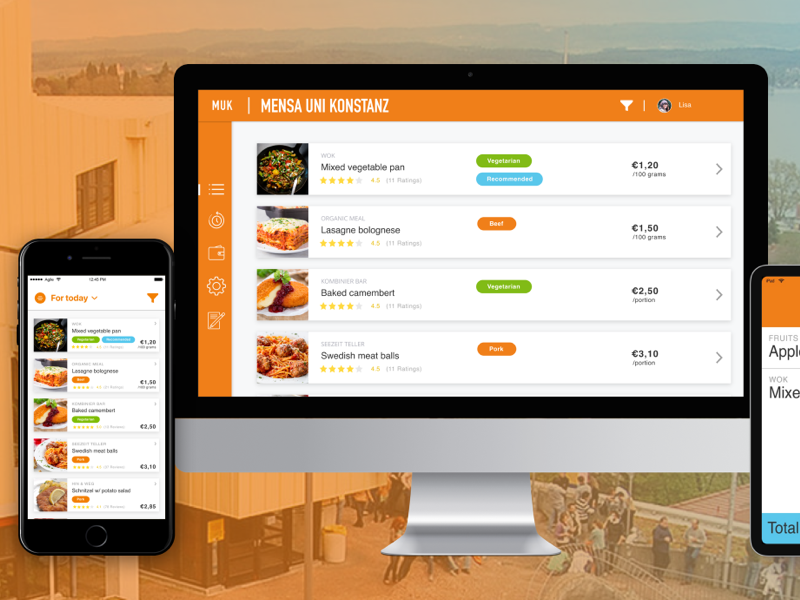 MUK | MENSA UNI KONSTANZ
Lisa
WOK
Mixed vegetable pan
4.5 (11 Ratings)
Vegetarian
Recommended
€1,20
/100 grams
ORGANIC MEAL
Lasagne bolognese
4.5 (11 Ratings)
Beef
€1,50
/100 grams
KOMBINIER BAR
Baked camembert
4.5 (11 Ratings)
Vegetarian
€2,50
/portion
SEEZEIT TELLER
Swedish meat balls
4.5 (11 Ratings)
Pork
€3,10
/portion
12:45 PM
For today
WOK
Mixed vegetable pan
Vegetarian
Recommended
€1,20
/100 grams
ORGANIC MEAL
Lasagne bolognese
Beef
€1,50
/100 grams
KOMBINIER BAR
Baked camembert
Vegetarian
€2,50
SEEZEIT TELLER
Swedish meat balls
Pork
€3,10
Schnitzel w/ potato salad
Pork
€2,95
iPad
FRUITS
Apple
WOK
Mixe
Total